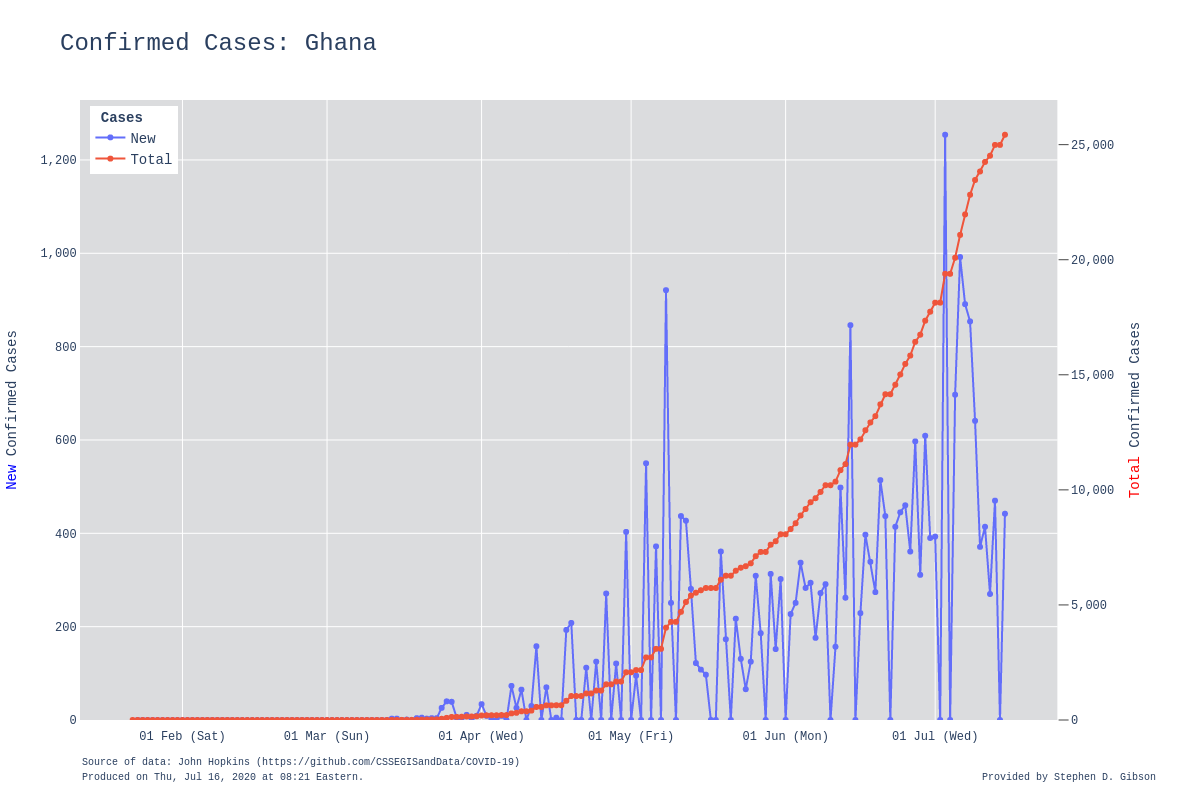 Confirmed Cases: Ghana
Cases
New
Total
1,200
1,000
800
600
400
200
0
New Confirmed Cases
25,000
20,000
15,000
10,000
5,000
0
Total Confirmed Cases
01 Feb (Sat) 01 Mar (Sun) 01 Apr (Wed) 01 May (Fri) 01 Jun (Mon) 01 Jul (Wed)
Source of data: John Hopkins (https://github.com/CSSEGISandData/COVID-19)
Produced on Thu, Jul 16, 2020 at 08:21 Eastern.
Provided by Stephen D. Gibson